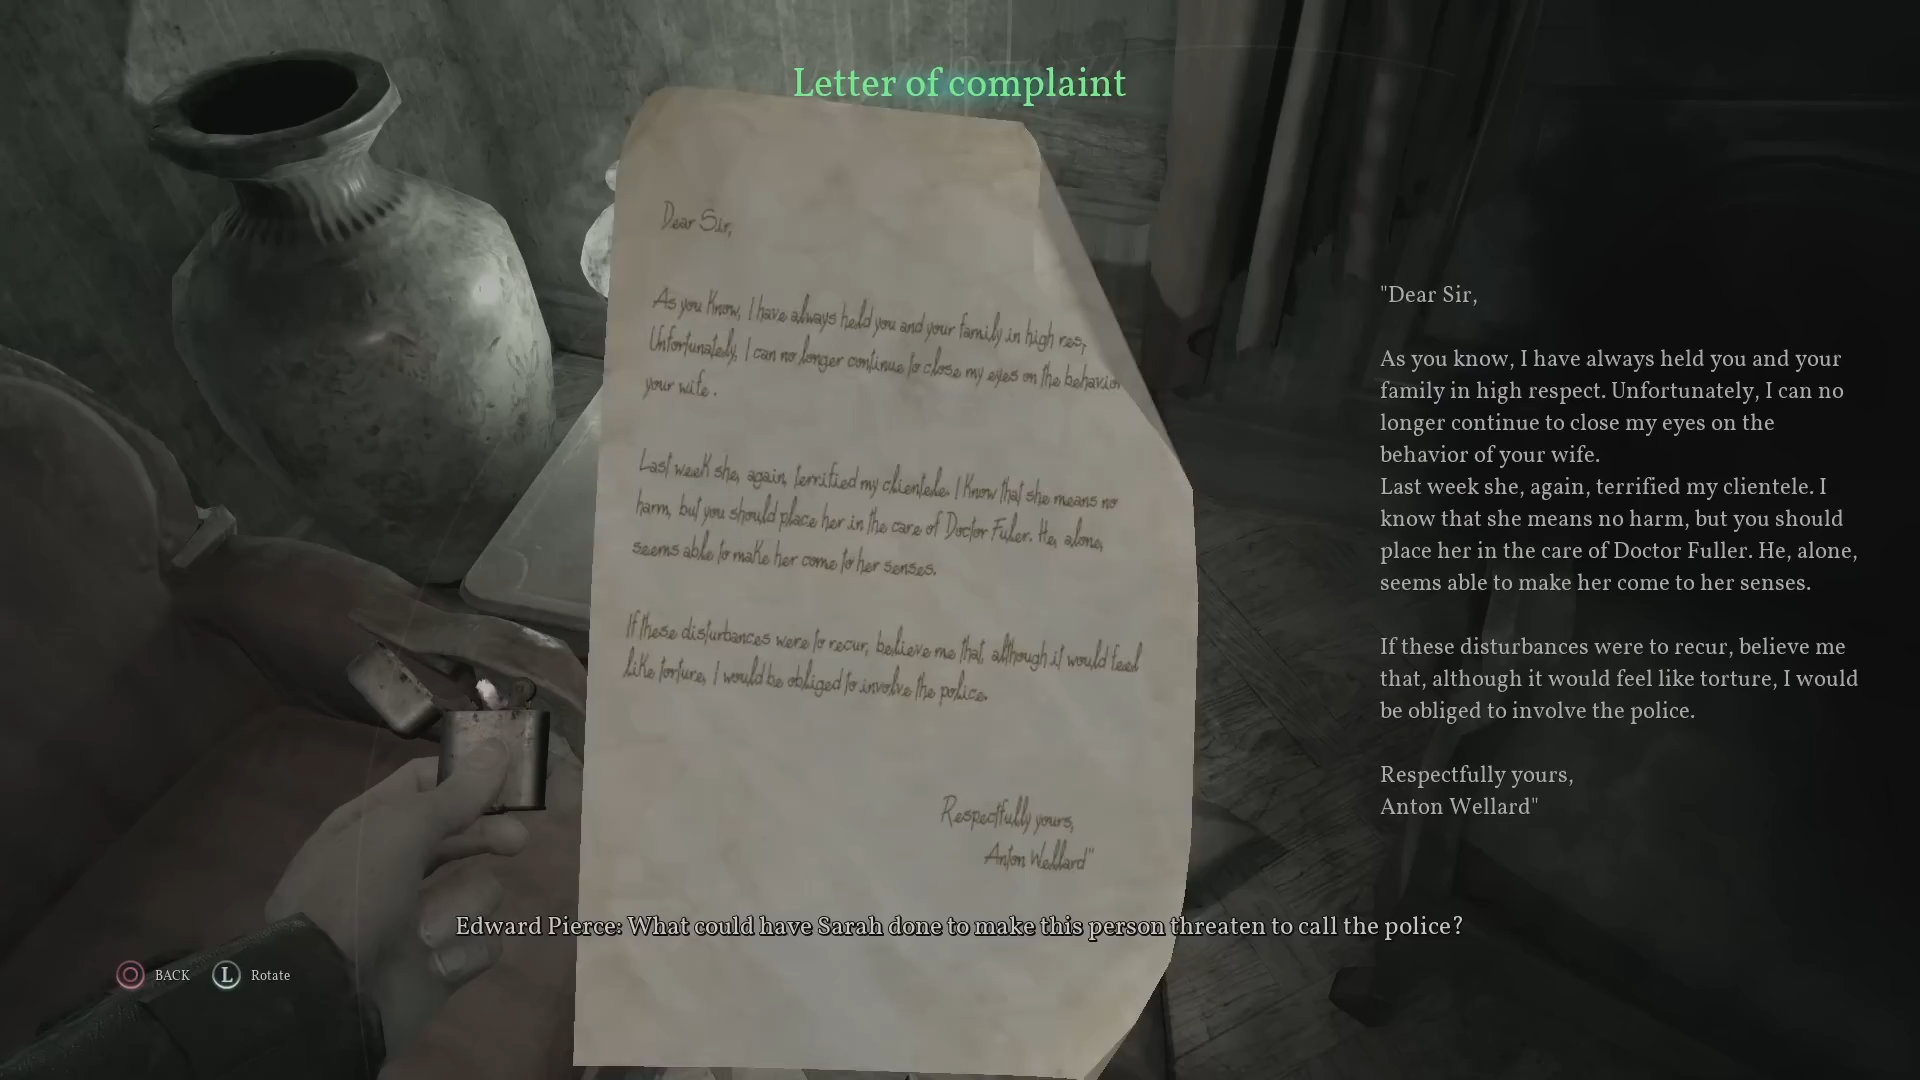 Letter of complaint
Dear Sir,
As you Know, I have always held you and your family in high res,
Unfortunately, I can no longer continue to close my eyes on the behavior
your wife.
Last week she, again, terrified my clientele. I Know that she means no
harm, but you should place her in the care of Doctor Fuller. He, alone,
seems able to make her come to her senses.
If these disturbances were to recur, believe me that, although it would feel
like torture, I would be obliged to involve the police.
Respectfully yours,
Anton Wellard"
"Dear Sir,
As you know, I have always held you and your
family in high respect. Unfortunately, I can no
longer continue to close my eyes on the
behavior of your wife.
Last week she, again, terrified my clientele. I
know that she means no harm, but you should
place her in the care of Doctor Fuller. He, alone,
seems able to make her come to her senses.
If these disturbances were to recur, believe me
that, although it would feel like torture, I would
be obliged to involve the police.
Respectfully yours,
Anton Wellard"
Edward Pierce: What could have Sarah done to make this person threaten to call the police?
BACK L Rotate